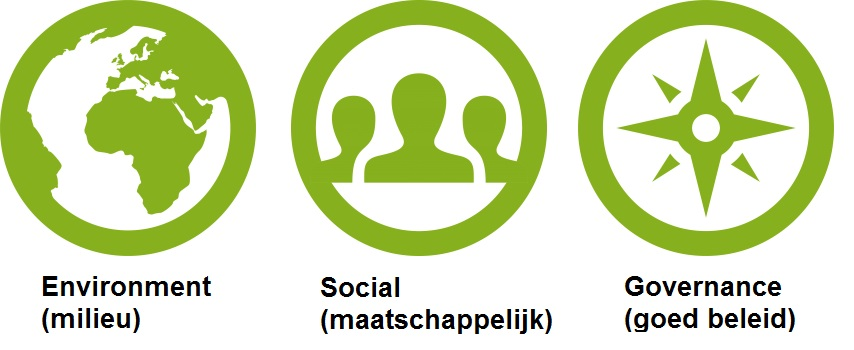 Environment
(milieu)
Social
(maatschappelijk)
Governance
(goed beleid)